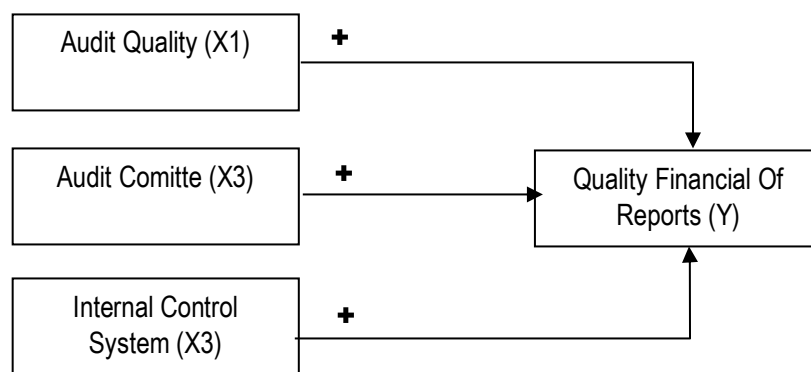 Audit Quality (X1)
+
Audit Comitte (X3)
+
Quality Financial Of
Reports (Y)
Internal Control
System (X3)
+